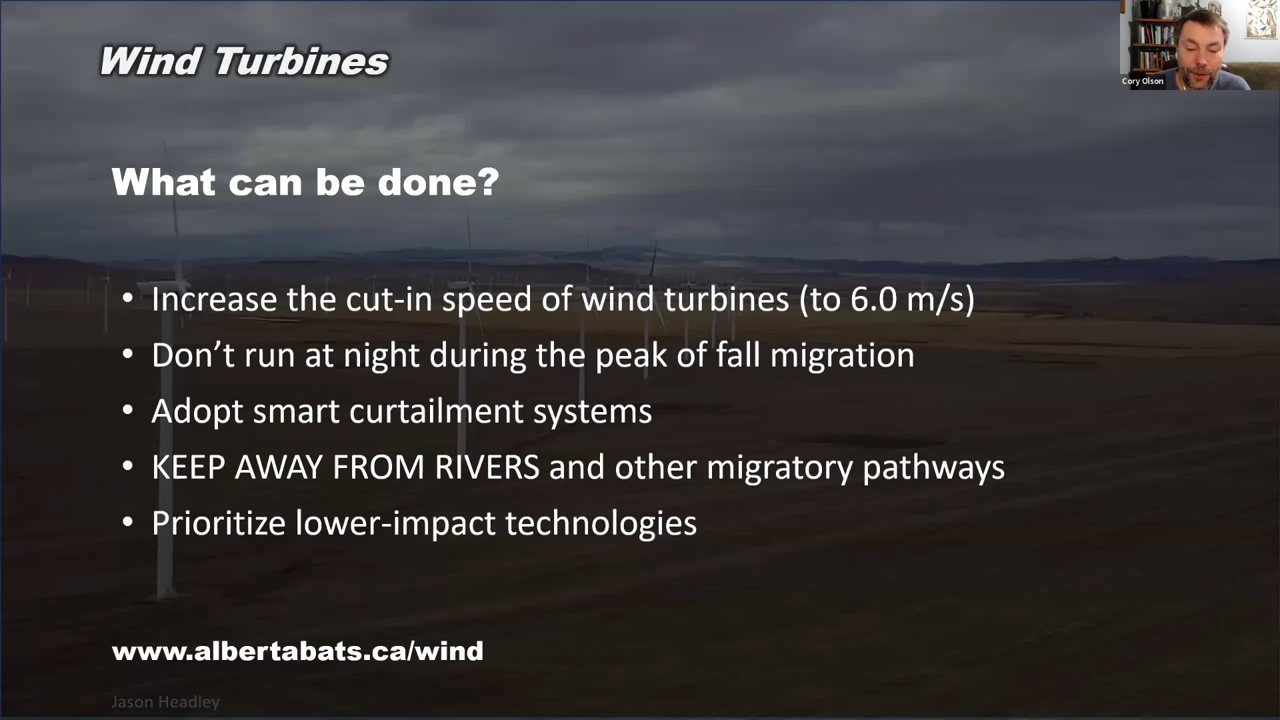 Wind Turbines
Cory Olson
What can be done?
• Increase the cut-in speed of wind turbines (to 6.0 m/s)
• Don’t run at night during the peak of fall migration
• Adopt smart curtailment systems
• KEEP AWAY FROM RIVERS and other migratory pathways
• Prioritize lower-impact technologies
www.albertabats.ca/wind
Jason Headley